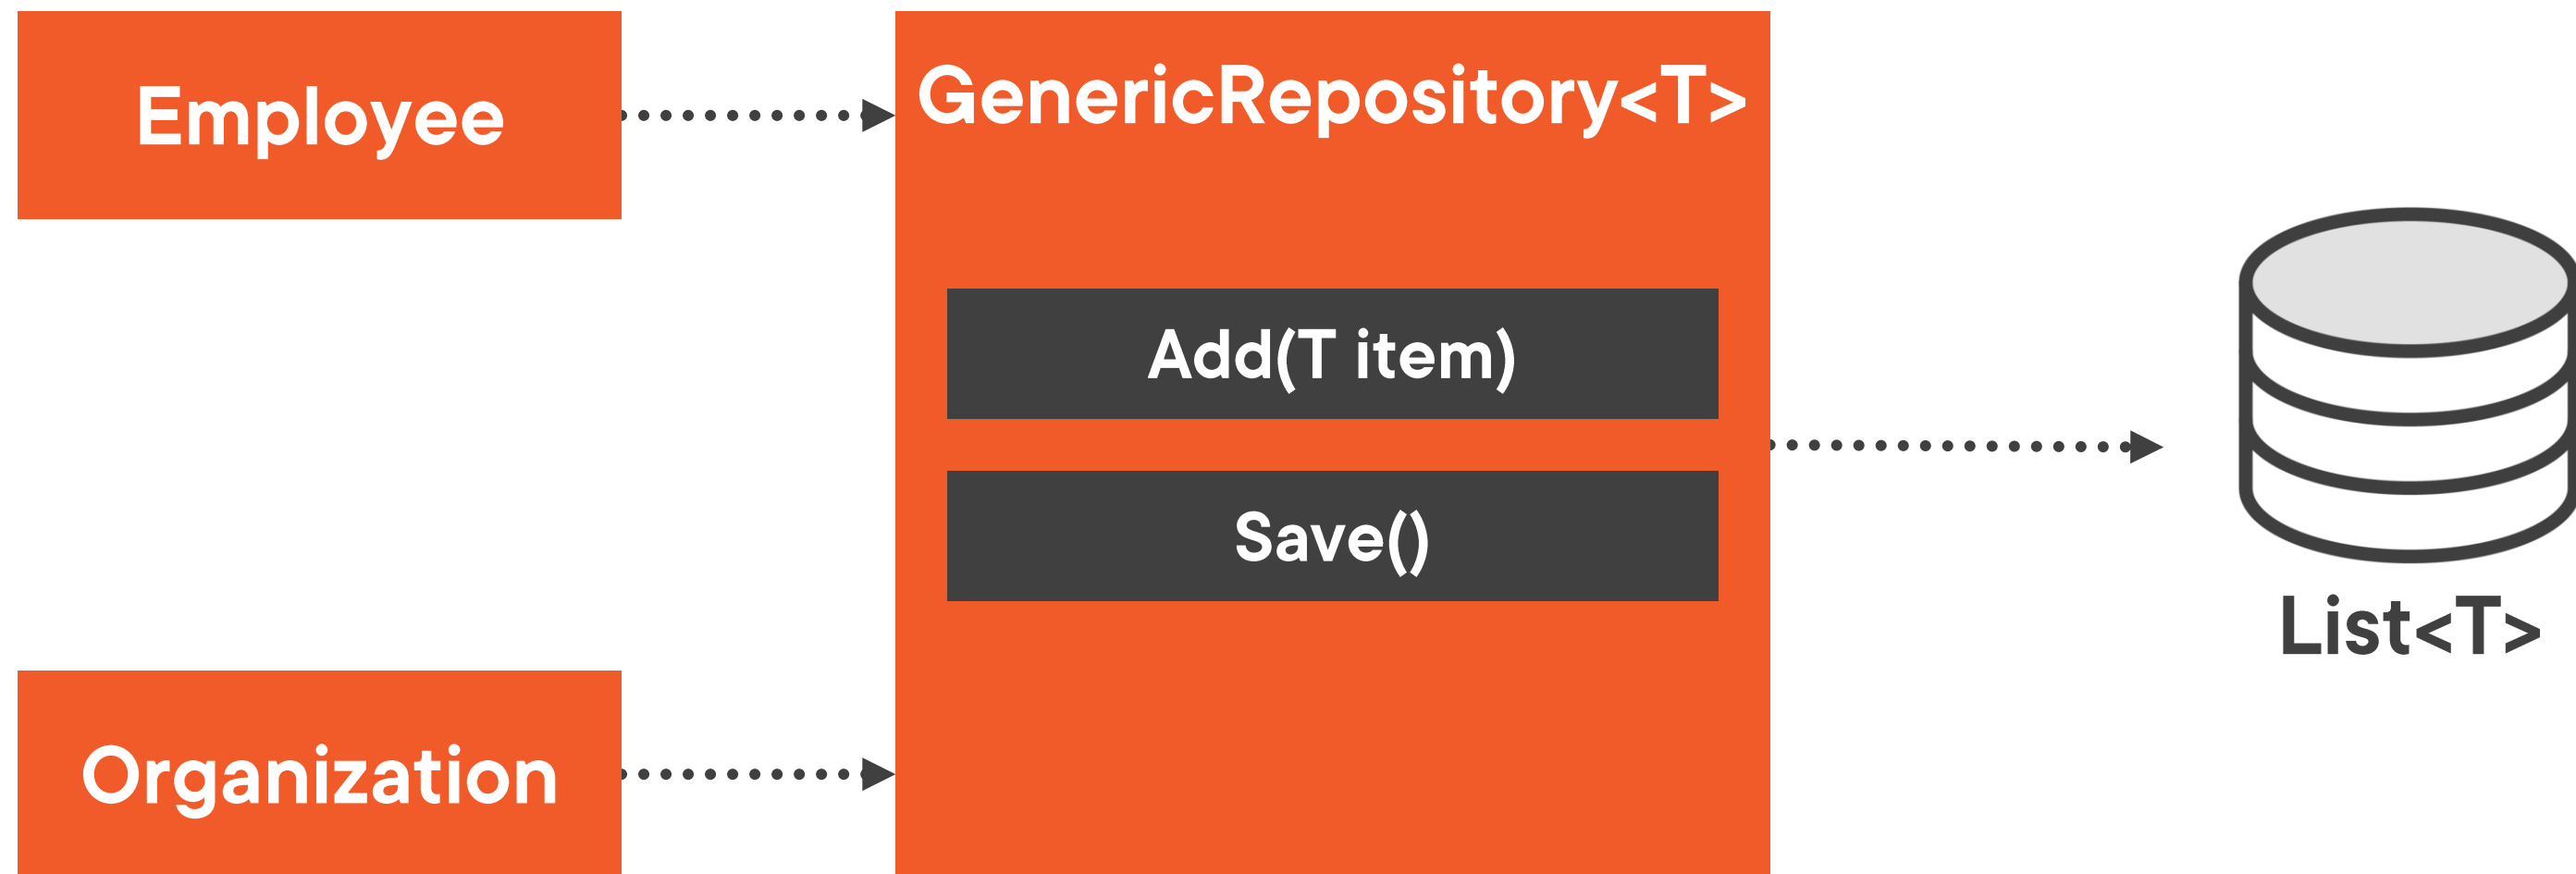 Employee
GenericRepository<T>
Add(T item)
Save()
List<T>
Organization